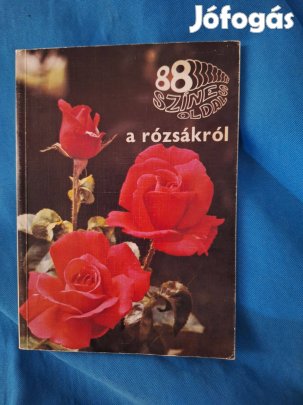 Jófogás
88
SZÍNES
OLDAL
a rózsákról